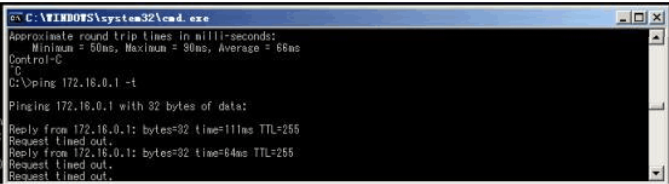 C:\WINDOWS\system32\cmd.exe
Approximate round trip times in milli-seconds:
Minimum = 50ms, Maximum = 90ms, Average = 66ms
Control-C
^C
C:\>ping 172.16.0.1 -t
Pinging 172.16.0.1 with 32 bytes of data:
Reply from 172.16.0.1: bytes=32 time=111ms TTL=255
Request timed out.
Reply from 172.16.0.1: bytes=32 time=64ms TTL=255
Request timed out.
Request timed out.